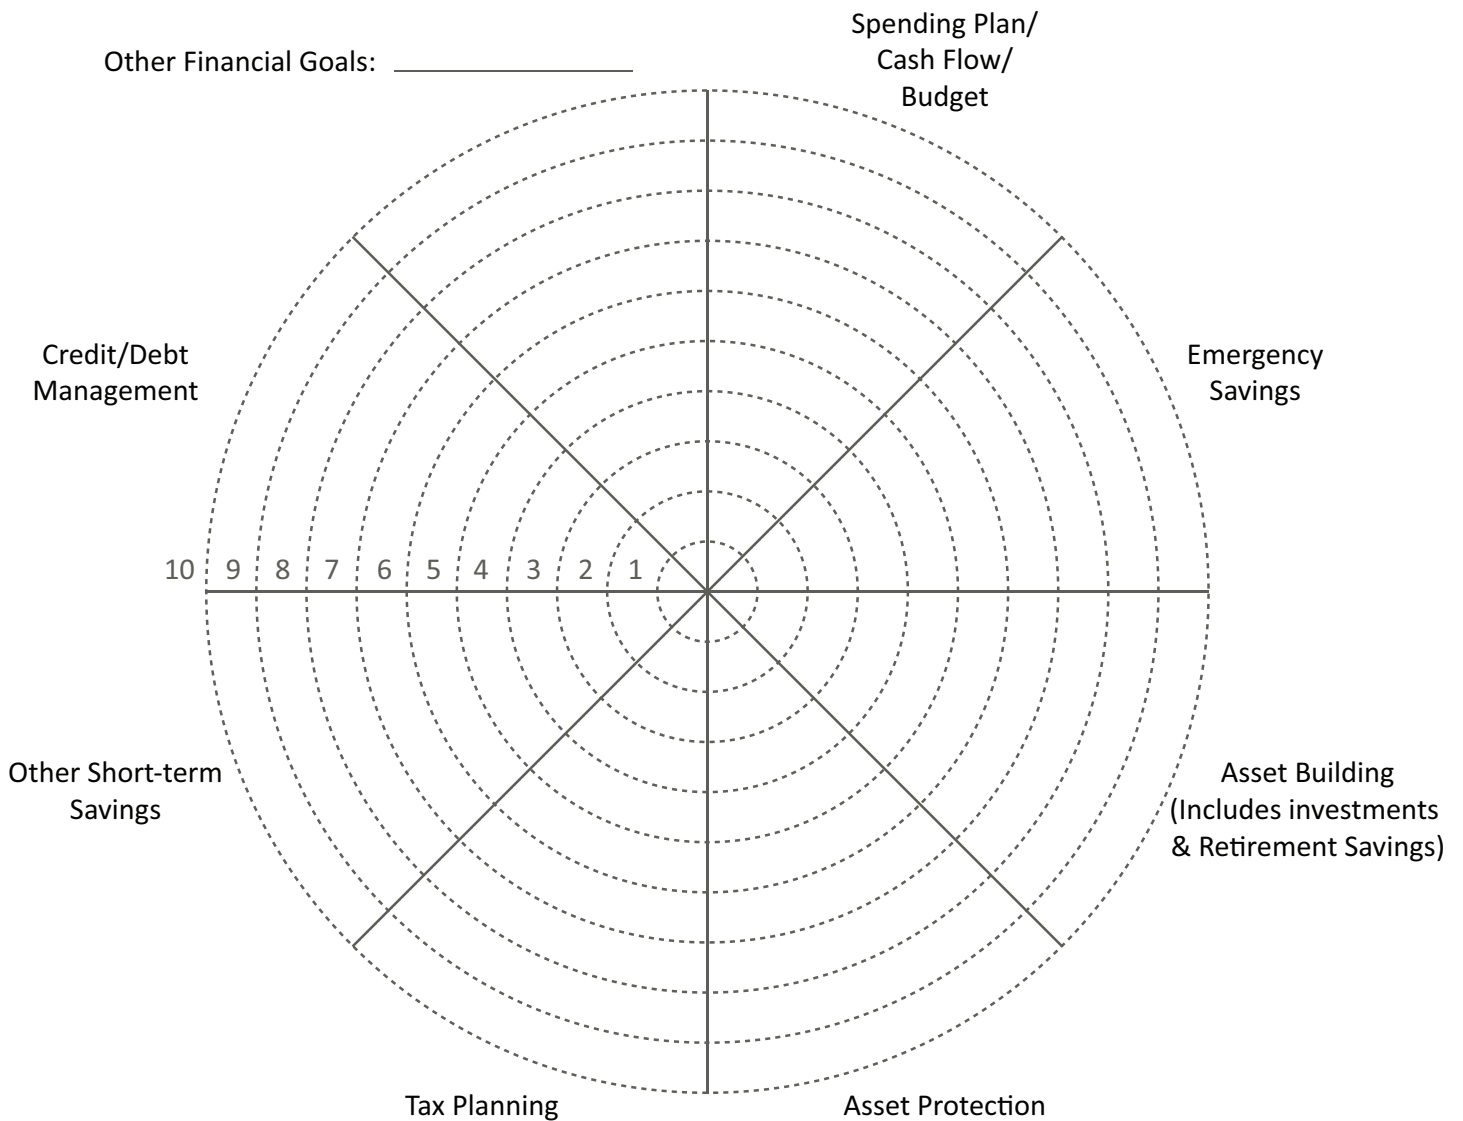 Spending Plan/
Cash Flow/
Budget
Other Financial Goals:
Credit/Debt
Management
Emergency
Savings
10 9 8 7 6 5 4 3 2 1
Other Short-term
Savings
Asset Building
(Includes investments
& Retirement Savings)
Tax Planning
Asset Protection